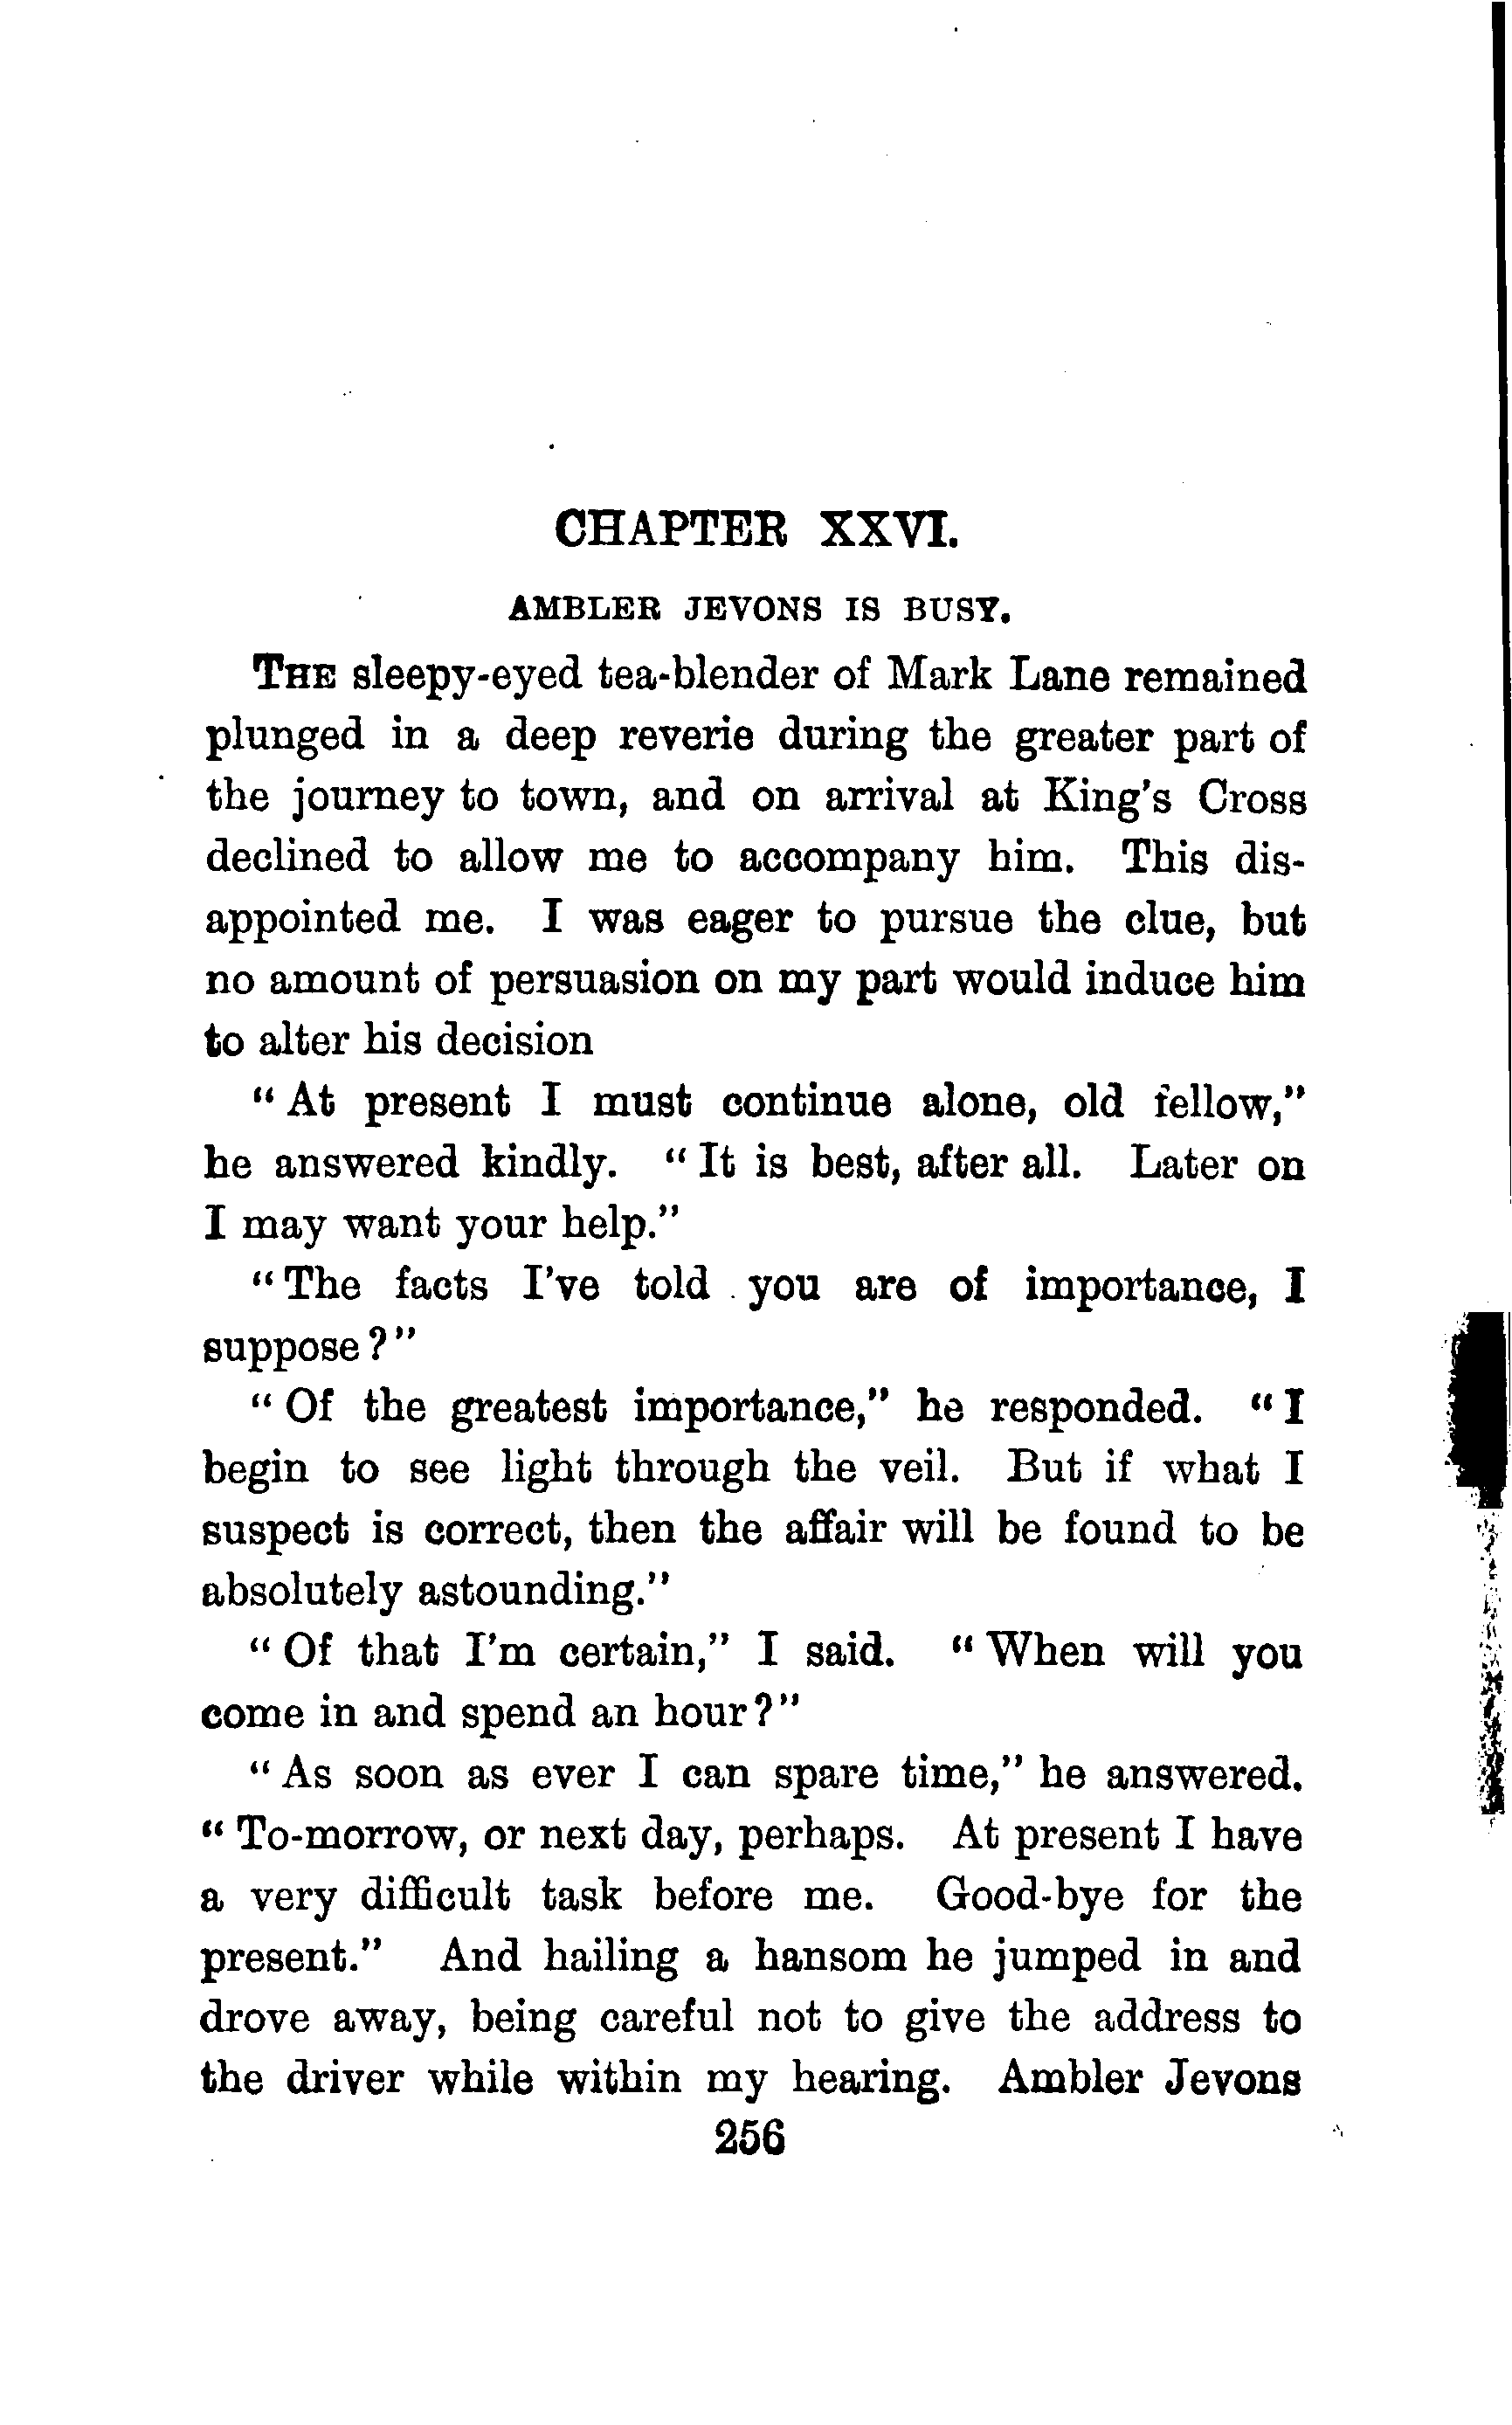 CHAPTER XXVI.
AMBLER JEVONS IS BUSY.
THE sleepy-eyed tea-blender of Mark Lane remained
plunged in a deep reverie during the greater part of
the journey to town, and on arrival at King's Cross
declined to allow me to accompany him. This dis-
appointed me. I was eager to pursue the clue, but
no amount of persuasion on my part would induce him
to alter his decision
"At present I must continue alone, old fellow,"
he answered kindly. "It is best, after all. Later on
I may want your help."
"The facts I've told you are of importance, I
suppose?"
"Of the greatest importance," he responded. "I
begin to see light through the veil. But if what I
suspect is correct, then the affair will be found to be
absolutely astounding."
"Of that I'm certain," I said. "When will you
come in and spend an hour?"
"As soon as ever I can spare time," he answered.
"To-morrow, or next day, perhaps. At present I have
a very difficult task before me. Good-bye for the
present." And hailing a hansom he jumped in and
drove away, being careful not to give the address to
the driver while within my hearing. Ambler Jevons
256